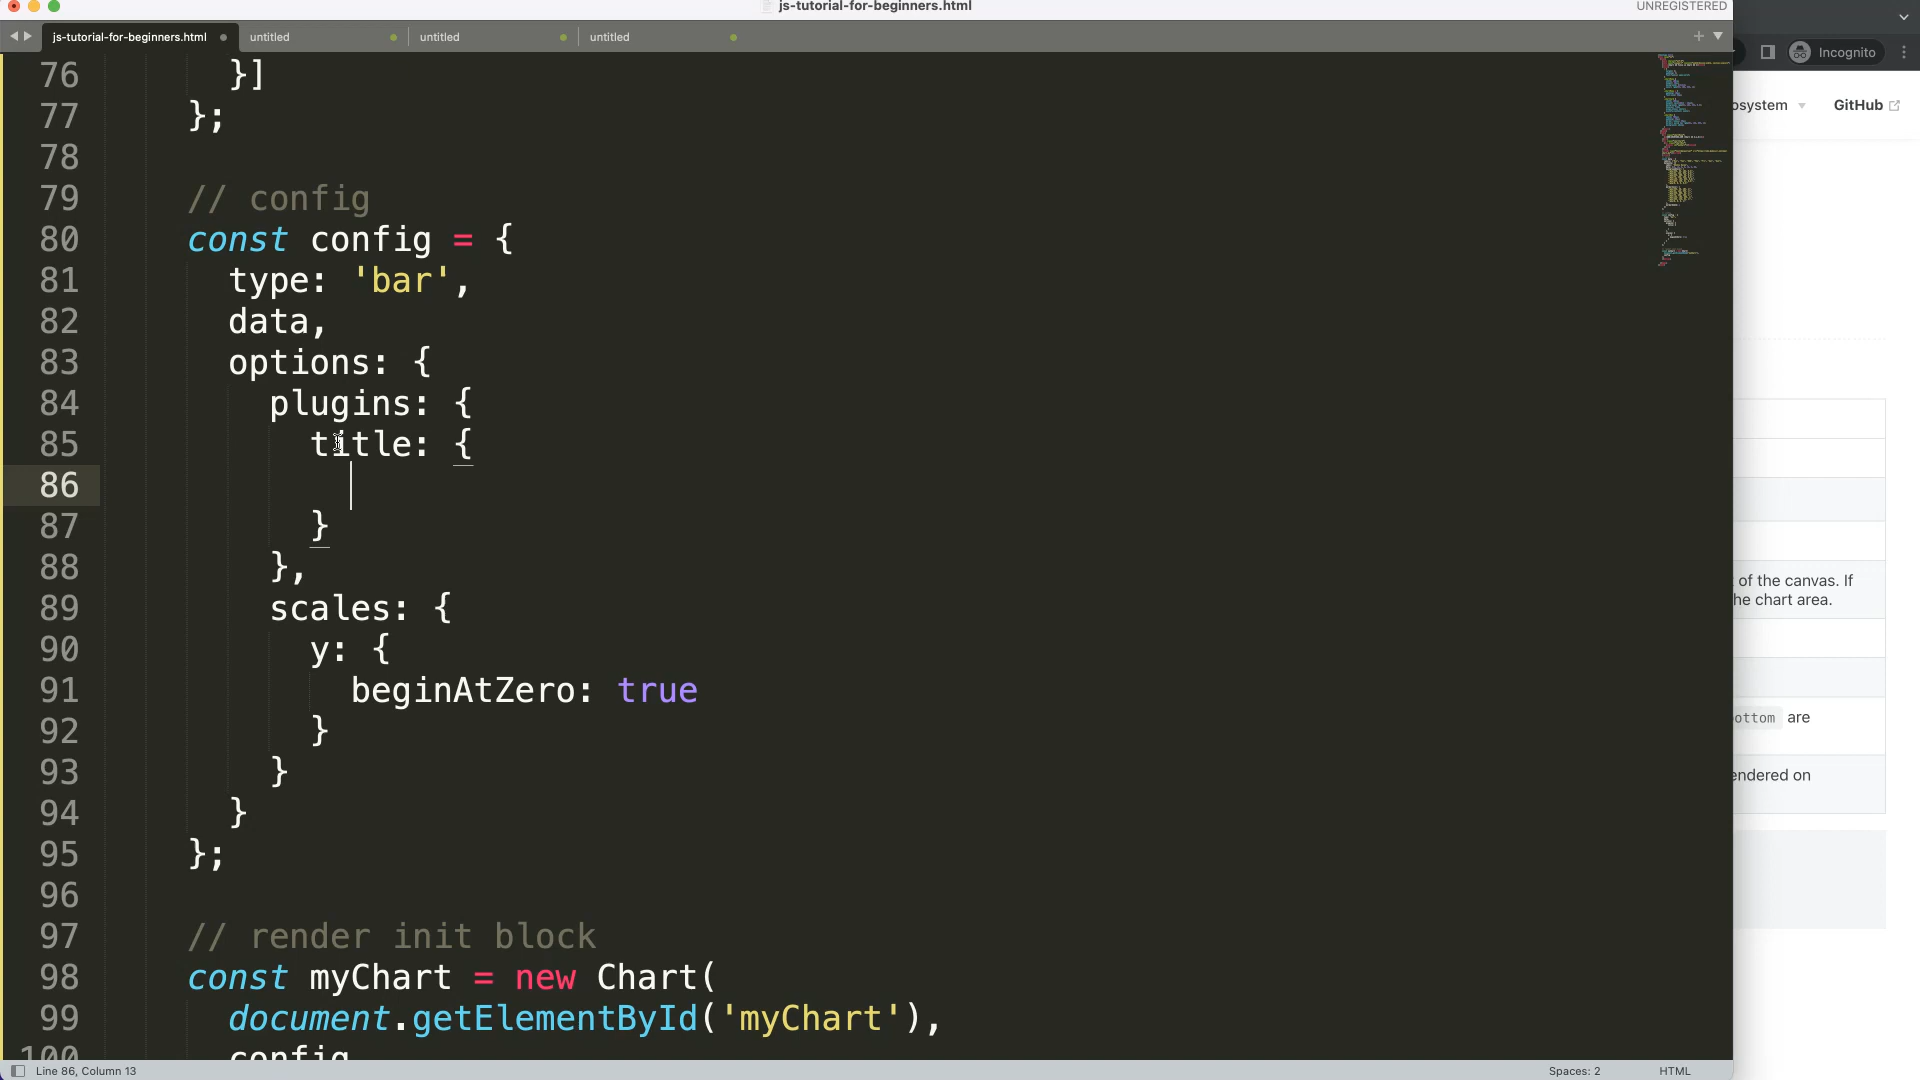 js-tutorial-for-beginners.html
UNREGISTERED
js-tutorial-for-beginners.html
untitled
untitled
untitled
Incognito
osystem
GitHub
76 }]
77 };
78
79 // config
80 const config = {
81 type: 'bar',
82 data,
83 options: {
84 plugins: {
85 title: {
86
87 }
88 },
89 scales: {
90 y: {
91 beginAtZero: true
92 }
93 }
94 }
95 };
96
97 // render init block
98 const myChart = new Chart(
99 document.getElementById('myChart'),
100 config
of the canvas. If
he chart area.
ottom are
endered on
Line 86, Column 13
Spaces: 2
HTML